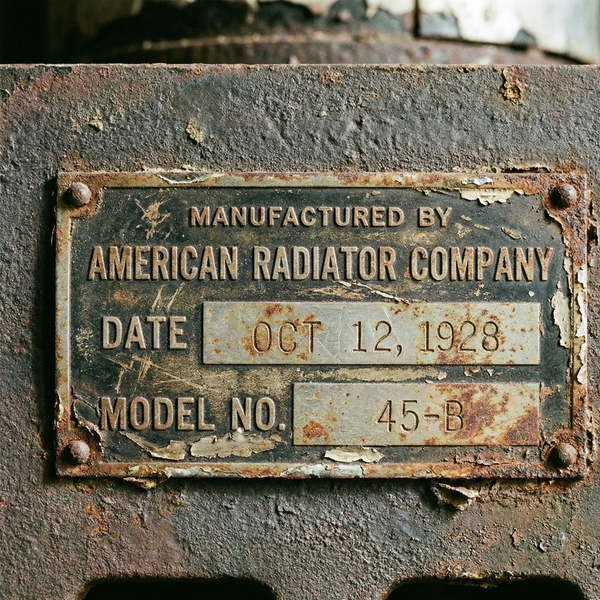 MANUFACTURED BY
AMERICAN RADIATOR COMPANY
DATE OCT 12, 1928
MODEL NO. 45-B